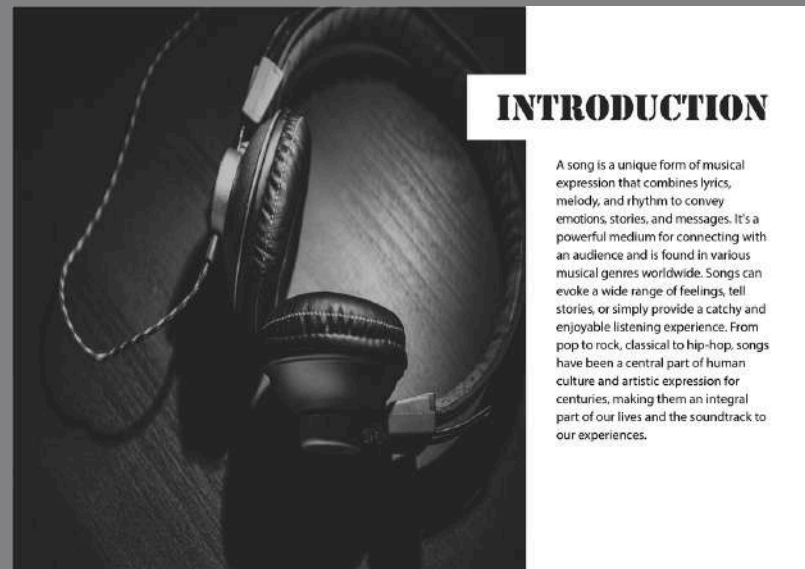 INTRODUCTION
A song is a unique form of musical
expression that combines lyrics,
melody, and rhythm to convey
emotions, stories, and messages. It's a
powerful medium for connecting with
an audience and is found in various
musical genres worldwide. Songs can
evoke a wide range of feelings, tell
stories, or simply provide a catchy and
enjoyable listening experience. From
pop to rock, classical to hip-hop, songs
have been a central part of human
culture and artistic expression for
centuries, making them an integral
part of our lives and the soundtrack to
our experiences.